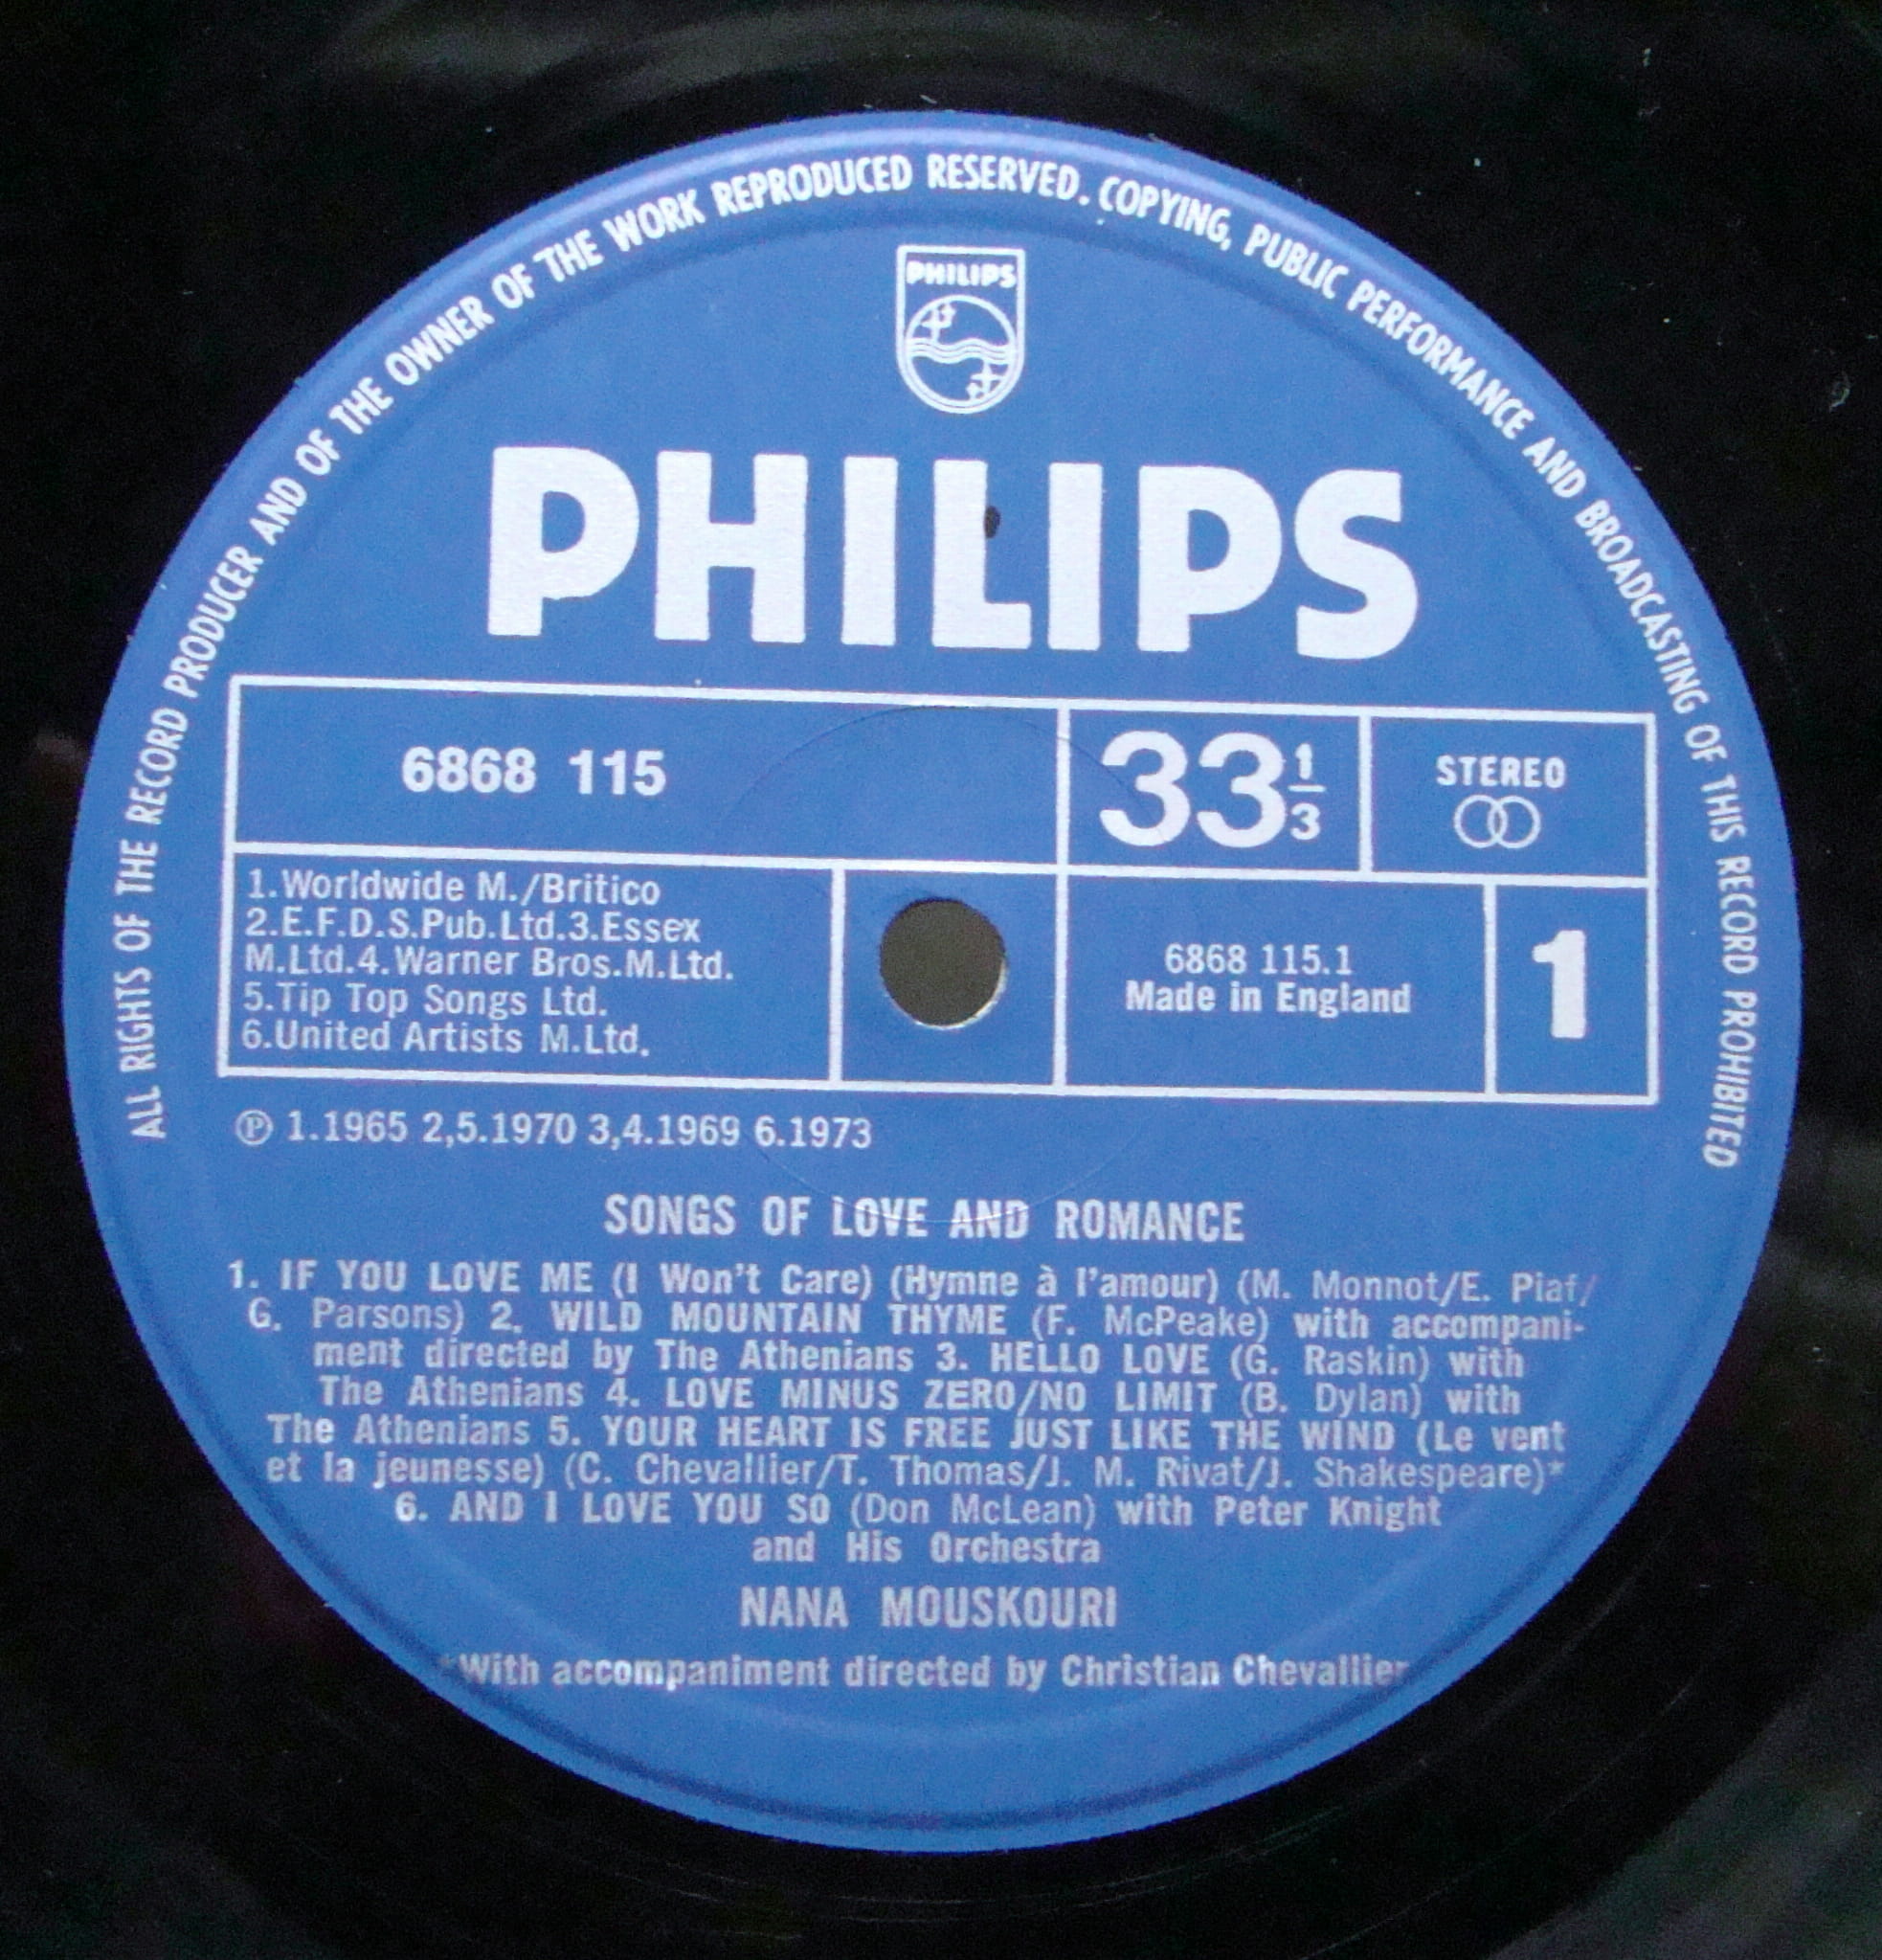 ALL RIGHTS OF THE RECORD PRODUCER AND OF THE OWNER OF THE WORK REPRODUCED RESERVED. COPYING, PUBLIC PERFORMANCE AND BROADCASTING OF THIS RECORD PROHIBITED
PHILIPS
PHILIPS
6868 115
33 1/3
STEREO
1.Worldwide M./Britico
2.E.F.D.S.Pub.Ltd.3.Essex
M.Ltd.4.Warner Bros.M.Ltd.
5.Tip Top Songs Ltd.
6.United Artists M.Ltd.
6868 115.1
Made in England
1
Ⓟ 1.1965 2,5.1970 3,4.1969 6.1973
SONGS OF LOVE AND ROMANCE
1. IF YOU LOVE ME (I Won't Care) (Hymne à l'amour) (M. Monnot/E. Piaf/
G. Parsons) 2. WILD MOUNTAIN THYME (F. McPeake) with accompani-
ment directed by The Athenians 3. HELLO LOVE (G. Raskin) with
The Athenians 4. LOVE MINUS ZERO/NO LIMIT (B. Dylan) with
The Athenians 5. YOUR HEART IS FREE JUST LIKE THE WIND (Le vent
et la jeunesse) (C. Chevallier/T. Thomas/J. M. Rivat/J. Shakespeare)*
6. AND I LOVE YOU SO (Don McLean) with Peter Knight
and His Orchestra
NANA MOUSKOURI
*With accompaniment directed by Christian Chevallier